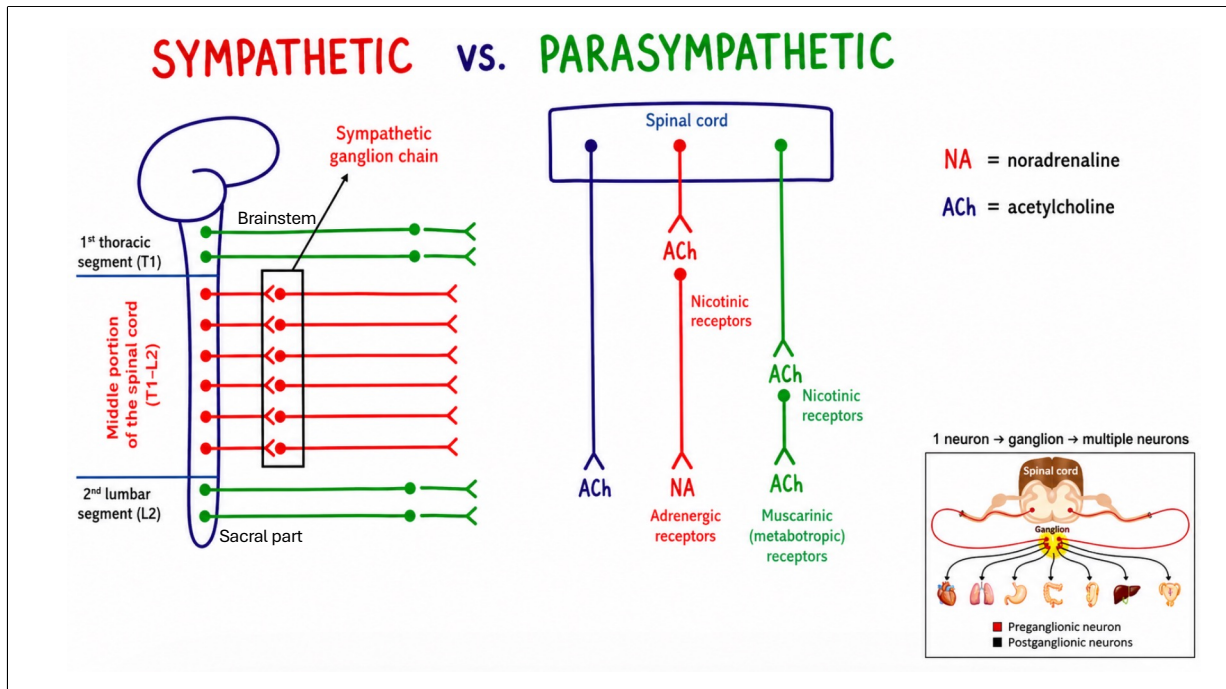 SYMPATHETIC vs. PARASYMPATHETIC
Sympathetic
ganglion chain
Brainstem
1st thoracic
segment (T1)
Middle portion
of the spinal cord
(T1–L2)
2nd lumbar
segment (L2)
Sacral part
Spinal cord
ACh
Nicotinic
receptors
ACh
Nicotinic
receptors
ACh
NA
Adrenergic
receptors
ACh
Muscarinic
(metabotropic)
receptors
NA = noradrenaline
ACh = acetylcholine
1 neuron → ganglion → multiple neurons
Spinal cord
Ganglion
Preganglionic neuron
Postganglionic neurons